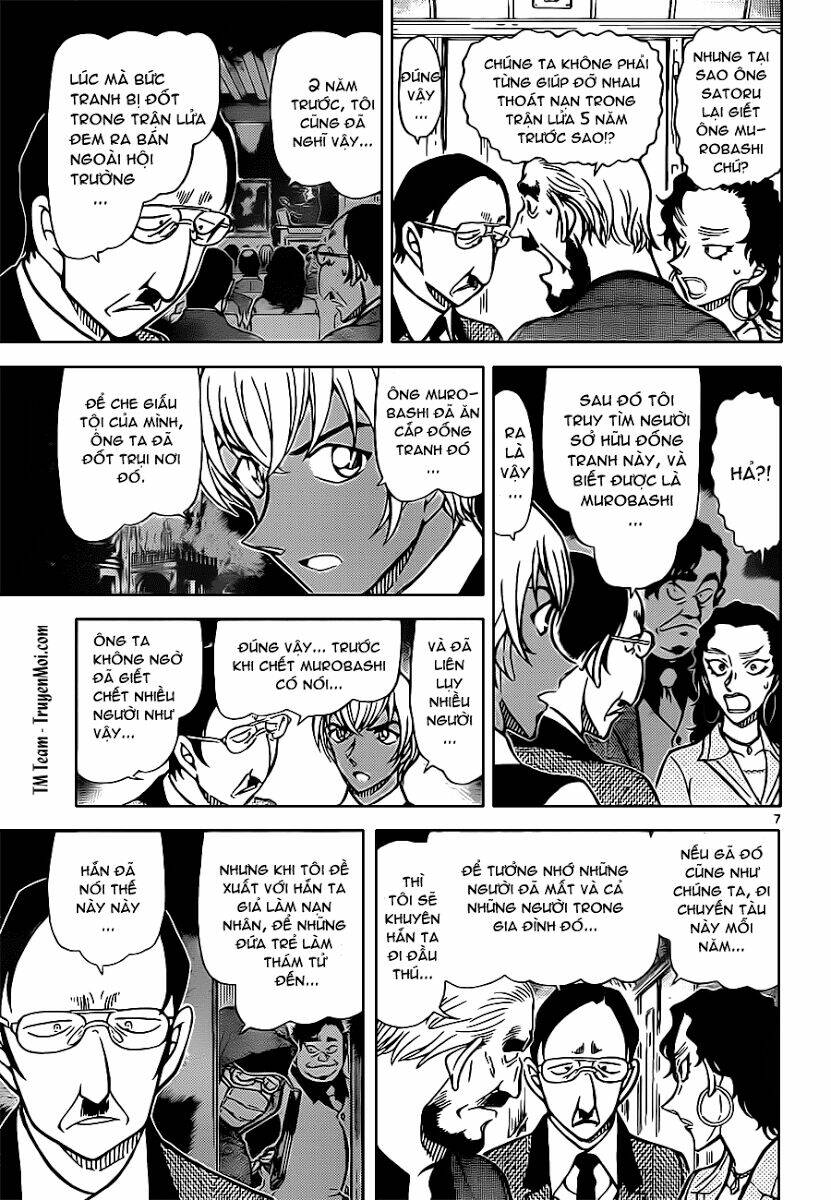 NHƯNG TẠI
SAO ÔNG
SATORU
LẠI GIẾT
ÔNG MU-
ROBASHI
CHỨ?
CHÚNG TA KHÔNG PHẢI
TỪNG GIÚP ĐỠ NHAU
THOÁT NẠN TRONG
TRẬN LỬA 5 NĂM
TRƯỚC SAO!?
ĐÚNG
VẬY
...
2 NĂM
TRƯỚC, TÔI
CŨNG ĐÃ
NGHĨ VẬY...
LÚC MÀ BỨC
TRANH BỊ ĐỐT
TRONG TRẬN LỬA
ĐEM RA BÁN
NGOÀI HỘI
TRƯỜNG
...
HẢ?!
SAU ĐÓ TÔI
TRUY TÌM NGƯỜI
SỞ HỮU ĐỐNG
TRANH NÀY, VÀ
BIẾT ĐƯỢC LÀ
MUROBASHI
...
RA
LÀ
VẬY
...
ÔNG MURO-
BASHI ĐÃ ĂN
CẮP ĐỐNG
TRANH ĐÓ
...
ĐỂ CHE GIẤU
TỘI CỦA MÌNH,
ÔNG TA ĐÃ
ĐỐT TRỤI NƠI
ĐÓ.
VÀ ĐÃ
LIÊN
LỤY
NHIỀU
NGƯỜI...
ĐÚNG VẬY... TRƯỚC
KHI CHẾT MUROBASHI
CÓ NÓI...
ÔNG TA
KHÔNG NGỜ
ĐÃ GIẾT
CHẾT NHIỀU
NGƯỜI NHƯ
VẬY...
TM Team - TruyenMoi.com
7
NẾU GÃ ĐÓ
CŨNG NHƯ
CHÚNG TA, ĐI
CHUYẾN TÀU
NÀY MỖI
NĂM...
ĐỂ TƯỞNG NHỚ NHỮNG
NGƯỜI ĐÃ MẤT VÀ CẢ
NHỮNG NGƯỜI TRONG
GIA ĐÌNH ĐÓ...
THÌ
TÔI SẼ
KHUYÊN
HẮN TA
ĐI ĐẦU
THÚ...
NHƯNG KHI TÔI ĐỀ
XUẤT VỚI HẮN TA
GIẢ LÀM NẠN
NHÂN, ĐỂ NHỮNG
ĐỨA TRẺ LÀM
THÁM TỬ
ĐẾN...
HẮN ĐÃ
NÓI THẾ
NÀY NÀY
...